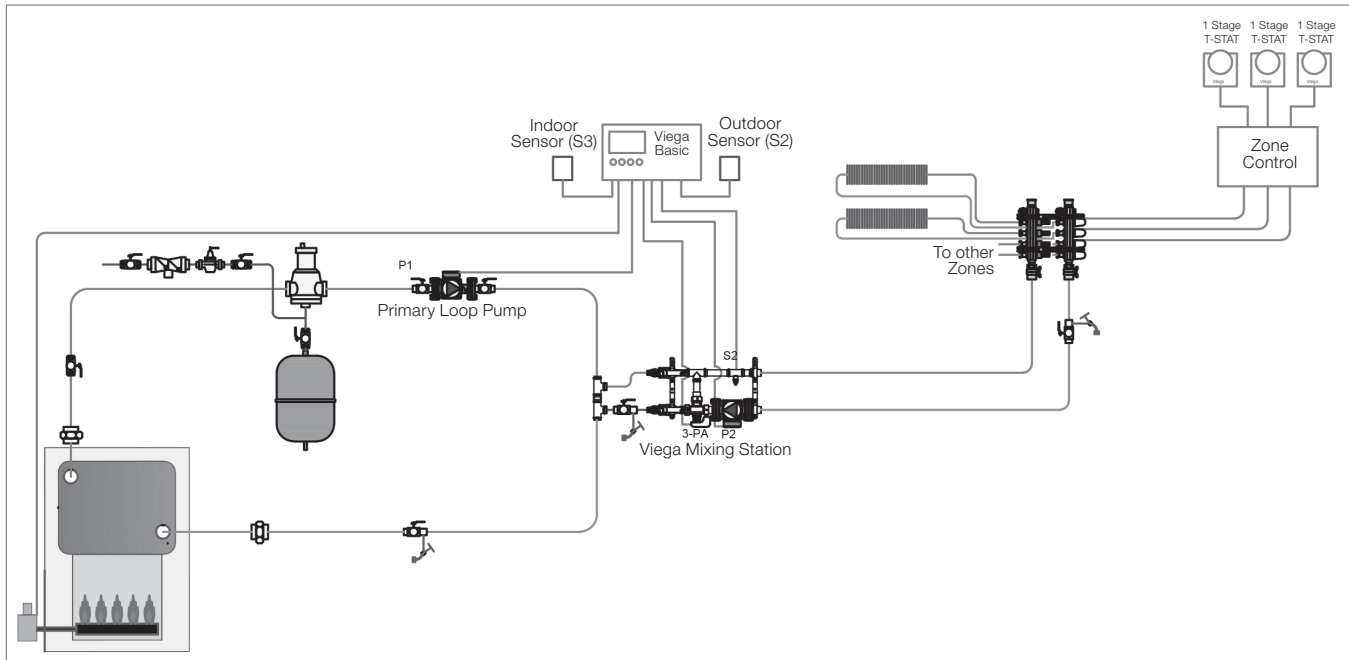 1 Stage
T-STAT
1 Stage
T-STAT
1 Stage
T-STAT
Viega
Viega
Viega
Indoor
Sensor (S3)
Viega
Basic
Outdoor
Sensor (S2)
Zone
Control
To other
Zones
P1
Primary Loop Pump
S2
3-PA
P2
Viega Mixing Station